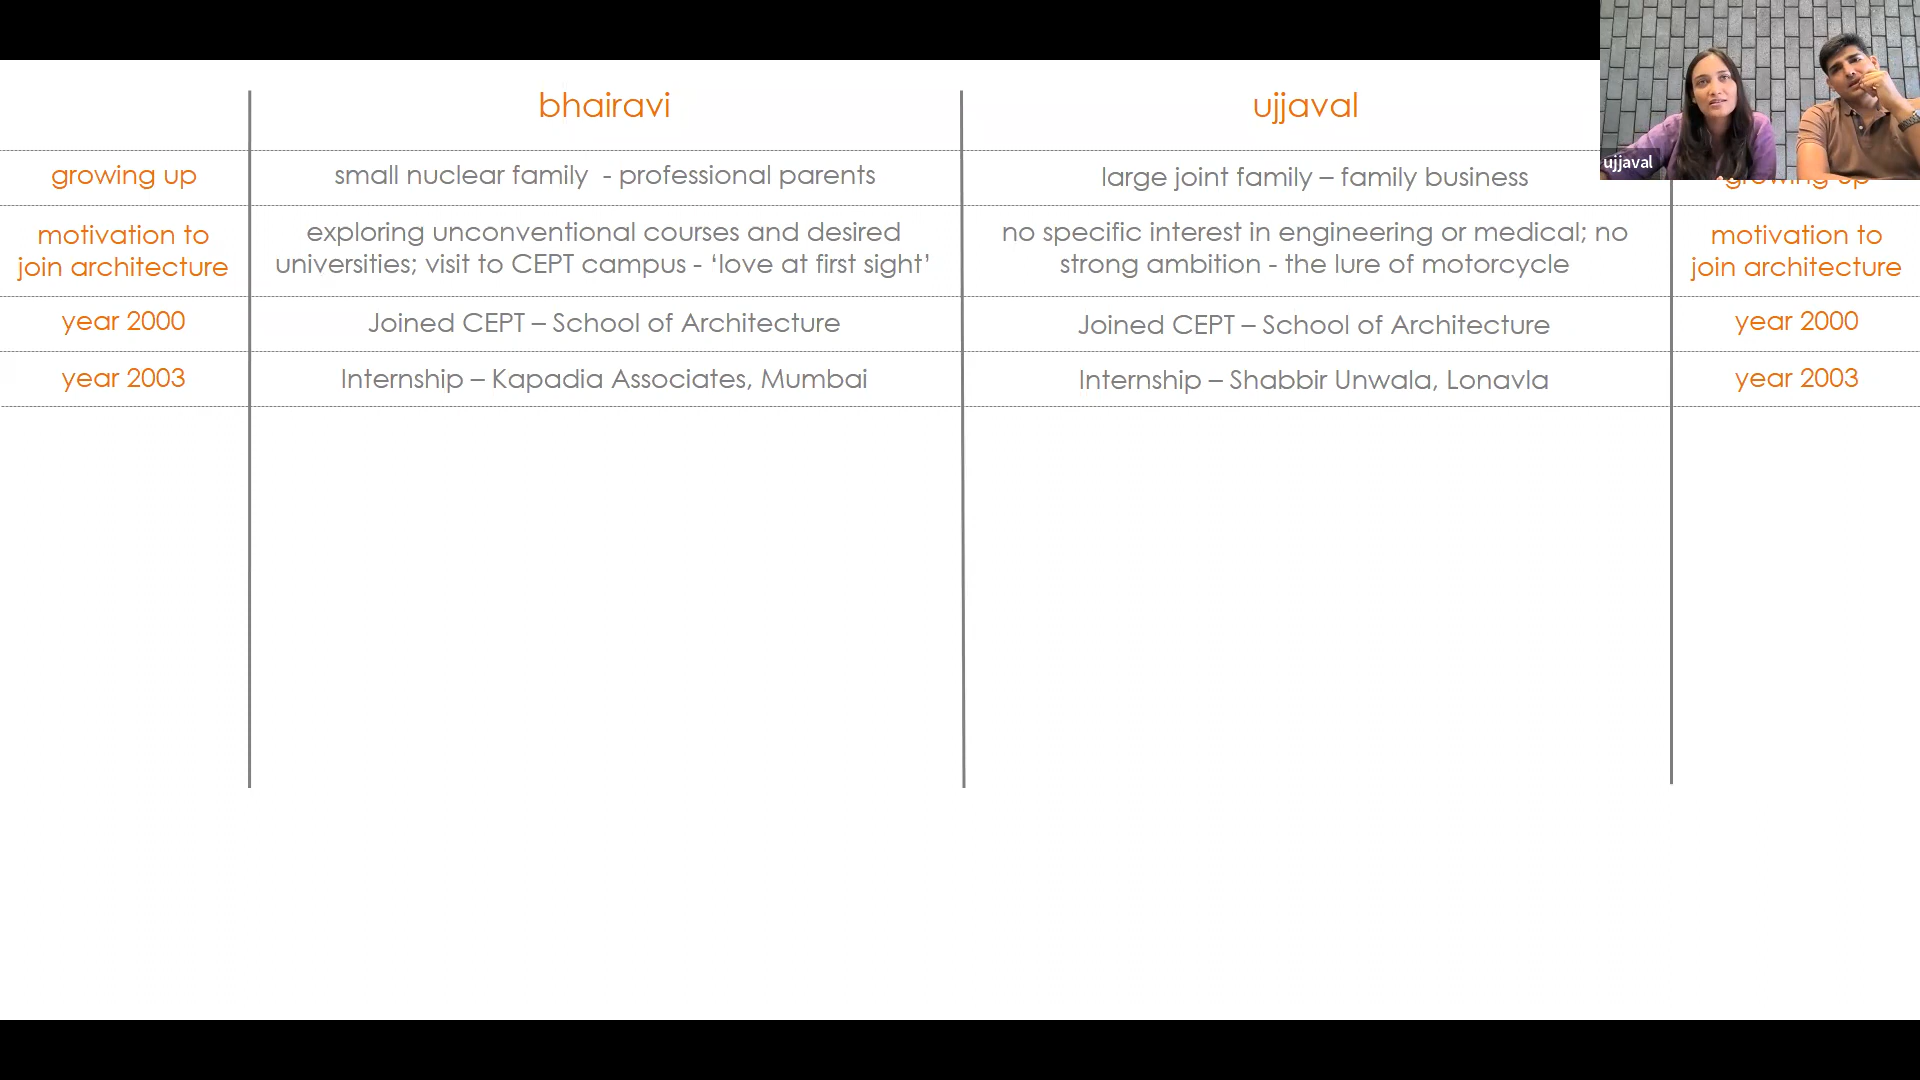 bhairavi
ujjaval
ujjaval
growing up
small nuclear family - professional parents
large joint family – family business
growing up
motivation to
join architecture
exploring unconventional courses and desired
universities; visit to CEPT campus - ‘love at first sight’
no specific interest in engineering or medical; no
strong ambition - the lure of motorcycle
motivation to
join architecture
year 2000
Joined CEPT – School of Architecture
Joined CEPT – School of Architecture
year 2000
year 2003
Internship – Kapadia Associates, Mumbai
Internship – Shabbir Unwala, Lonavla
year 2003